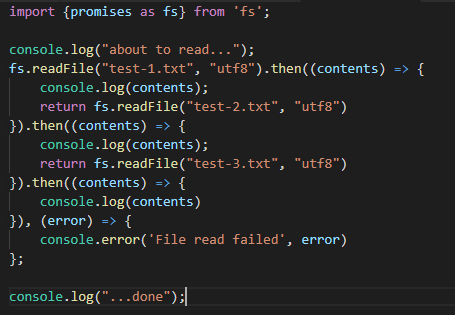 import {promises as fs} from 'fs';

console.log("about to read...");
fs.readFile("test-1.txt", "utf8").then((contents) => {
    console.log(contents);
    return fs.readFile("test-2.txt", "utf8")
}).then((contents) => {
    console.log(contents);
    return fs.readFile("test-3.txt", "utf8")
}).then((contents) => {
    console.log(contents)
}), (error) => {
    console.error('File read failed', error)
};

console.log("...done");